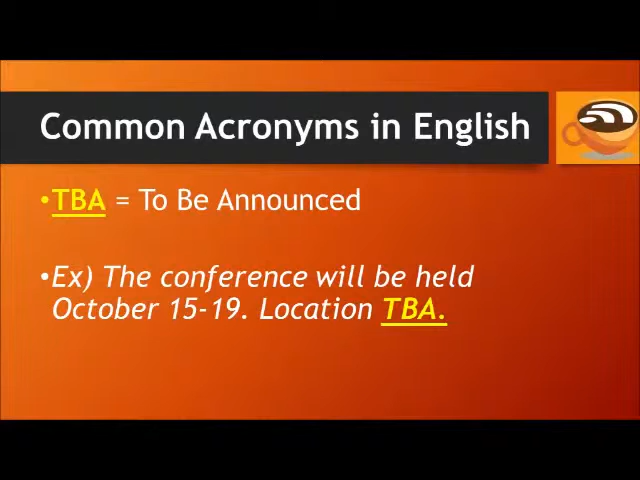 Common Acronyms in English
•TBA = To Be Announced
•Ex) The conference will be held
October 15-19. Location TBA.